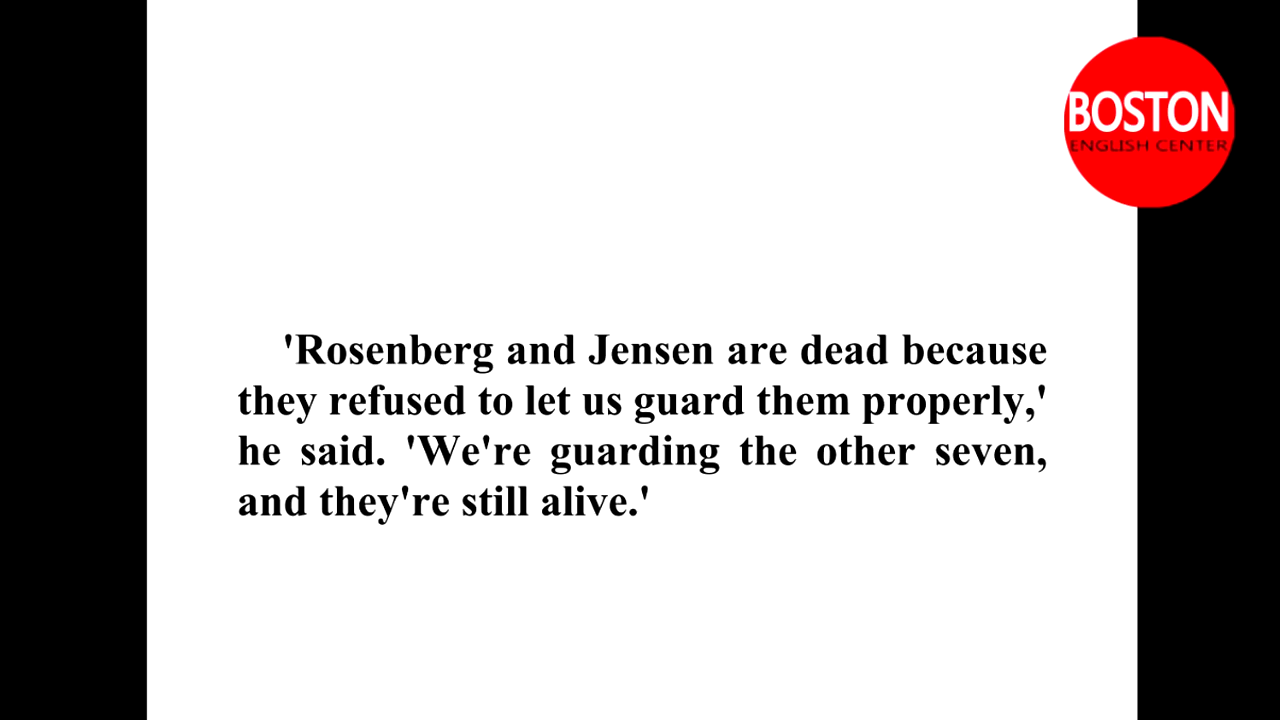 BOSTON
ENGLISH CENTER
'Rosenberg and Jensen are dead because
they refused to let us guard them properly,'
he said. 'We're guarding the other seven,
and they're still alive.'